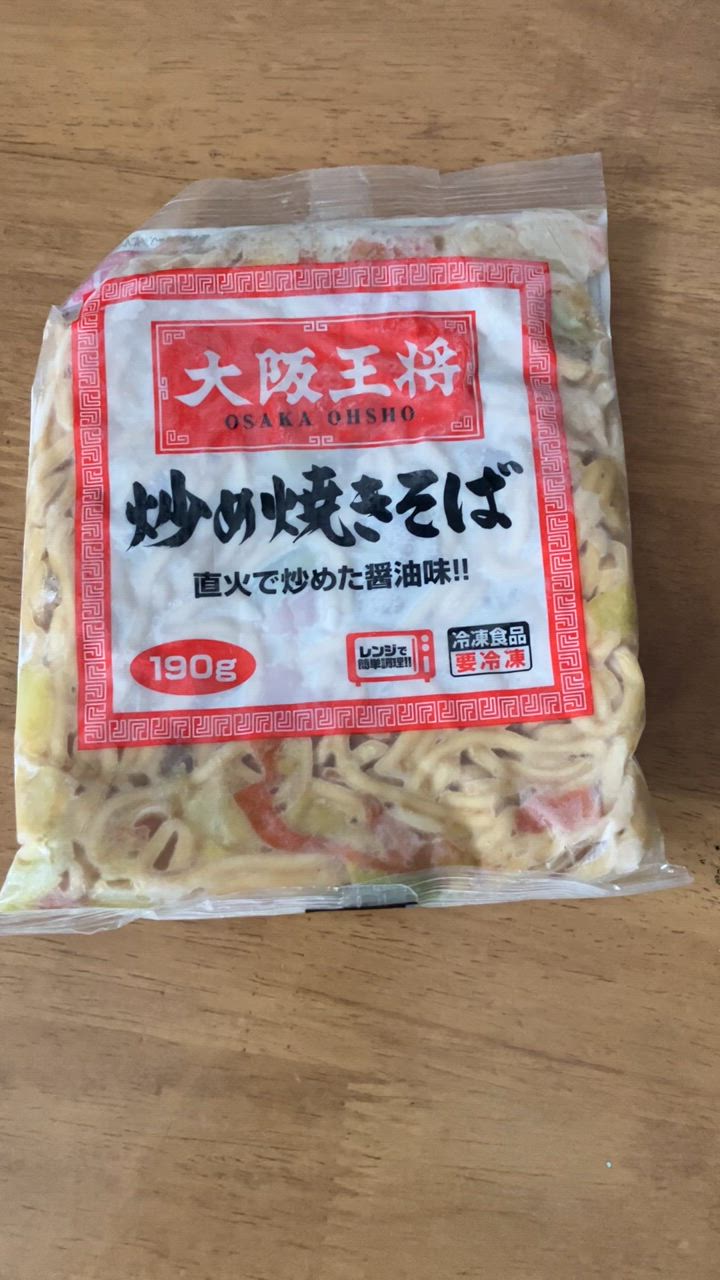 大阪王将
OSAKA OHSHO
炒め焼きそば
直火で炒めた醤油味!!
190g
レンジで
簡単調理!!
冷凍食品
要冷凍